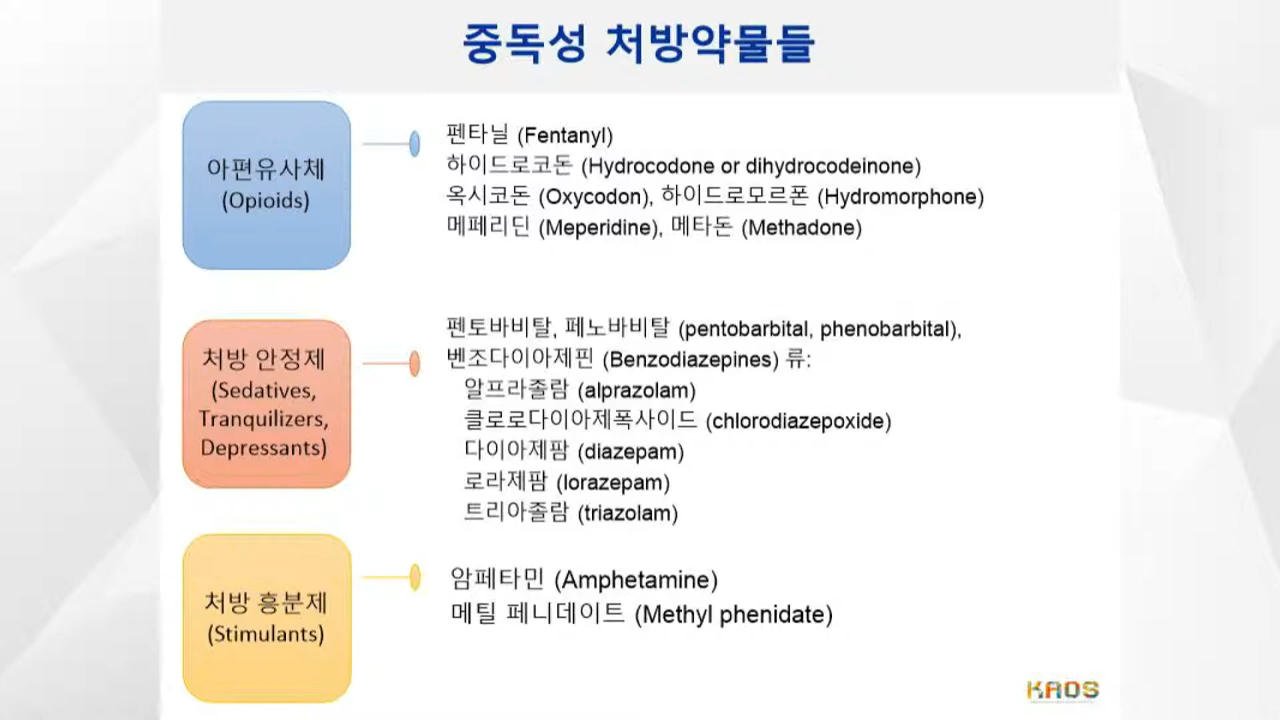 중독성 처방약물들
아편유사체
(Opioids)
펜타닐 (Fentanyl)
하이드로코돈 (Hydrocodone or dihydrocodeinone)
옥시코돈 (Oxycodon), 하이드로모르폰 (Hydromorphone)
메페리딘 (Meperidine), 메타돈 (Methadone)
처방 안정제
(Sedatives,
Tranquilizers,
Depressants)
펜토바비탈, 페노바비탈 (pentobarbital, phenobarbital),
벤조다이아제핀 (Benzodiazepines) 류:
알프라졸람 (alprazolam)
클로로다이아제폭사이드 (chlorodiazepoxide)
다이아제팜 (diazepam)
로라제팜 (lorazepam)
트리아졸람 (triazolam)
처방 흥분제
(Stimulants)
암페타민 (Amphetamine)
메틸 페니데이트 (Methyl phenidate)
KAOS